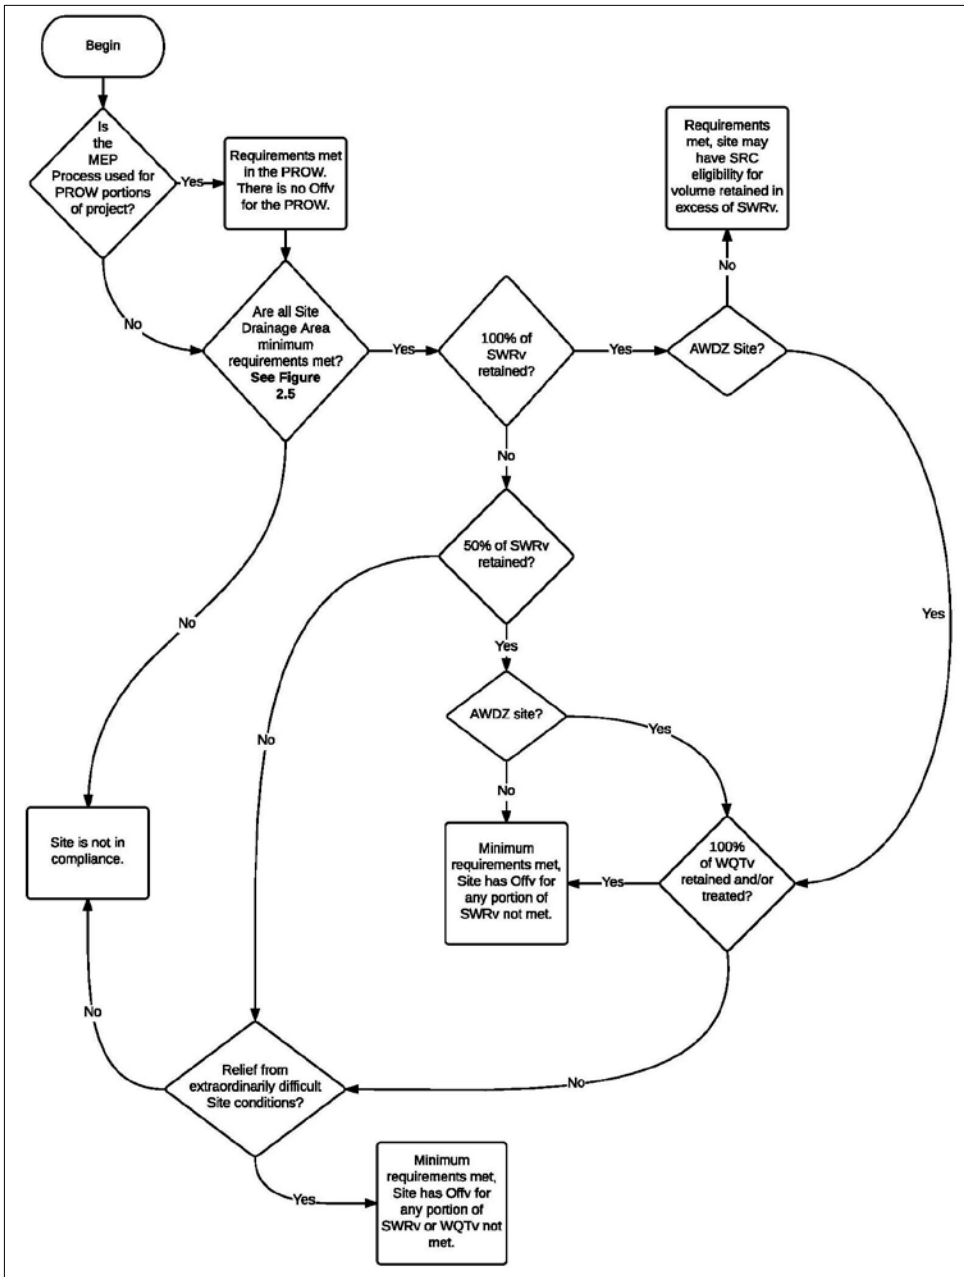 Begin
Is
the
MEP
Process used for
PROW portions
of project?
Yes
Requirements met
in the PROW.
There is no Offv
for the PROW.
No
Are all Site
Drainage Area
minimum
requirements met?
See Figure
2.5
Yes
100% of
SWRv
retained?
Yes
AWDZ Site?
No
Requirements
met, site may
have SRC
eligibility for
volume retained in
excess of SWRv.
Yes
No
50% of SWRv
retained?
No
Yes
AWDZ site?
Yes
No
Minimum
requirements met,
Site has Offv for
any portion of
SWRv not met.
Yes
100%
of WQTv
retained and/or
treated?
No
No
Site is not in
compliance.
No
Relief from
extraordinarily difficult
Site conditions?
Yes
Minimum
requirements met,
Site has Offv for
any portion of
SWRv or WQTv not
met.